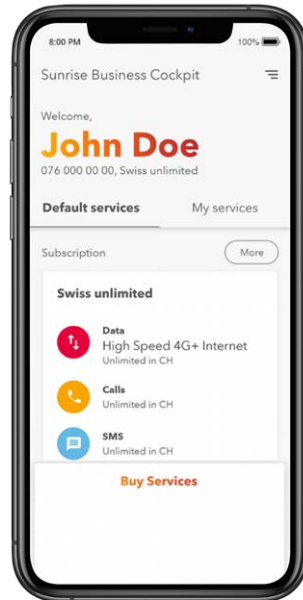 8:00 PM 100%
Sunrise Business Cockpit
Welcome,
John Doe
076 000 00 00, Swiss unlimited
Default services My services
Subscription More
Swiss unlimited
Data
High Speed 4G+ Internet
Unlimited in CH
Calls
Unlimited in CH
SMS
Unlimited in CH
Buy Services